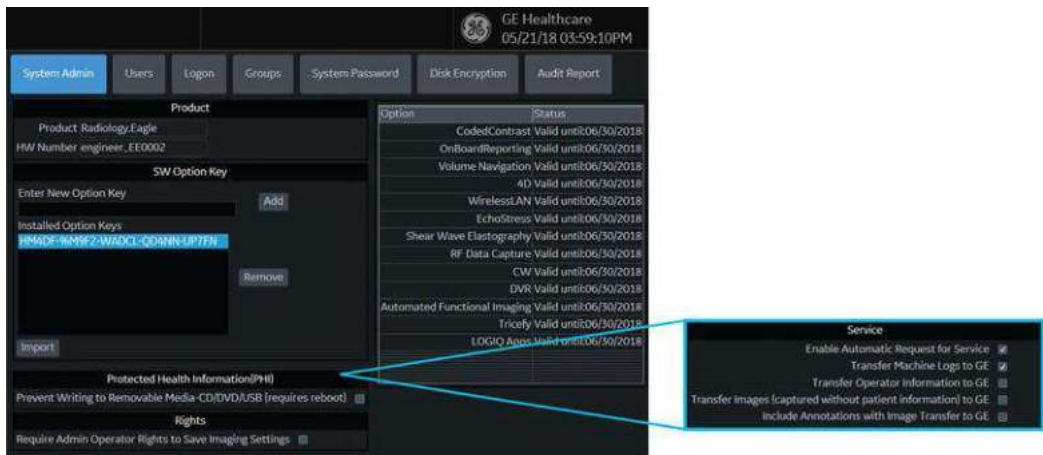 GE Healthcare
05/21/18 03:59:10PM
System Admin Users Logon Groups System Password Disk Encryption Audit Report
Product
Product Radiology.Eagle
HW Number engineer_EE0002
SW Option Key
Enter New Option Key
Add
Installed Option Keys
HM4DF-96M9F2-WADCL-QD4NN-UP7FN
Remove
Import
Protected Health Information(PHI)
Prevent Writing to Removable Media-CD/DVD/USB (requires reboot)
Rights
Require Admin Operator Rights to Save Imaging Settings
Option Status
CodedContrast Valid until:06/30/2018
OnBoardReporting Valid until:06/30/2018
Volume Navigation Valid until:06/30/2018
4D Valid until:06/30/2018
WirelessLAN Valid until:06/30/2018
EchoStress Valid until:06/30/2018
Shear Wave Elastography Valid until:06/30/2018
RF Data Capture Valid until:06/30/2018
CW Valid until:06/30/2018
DVR Valid until:06/30/2018
Automated Functional Imaging Valid until:06/30/2018
Tricefy Valid until:06/30/2018
LOGIQ Apps Valid until:06/30/2018
Service
Enable Automatic Request for Service
Transfer Machine Logs to GE
Transfer Operator Information to GE
Transfer Images (captured without patient information) to GE
Include Annotations with Image Transfer to GE